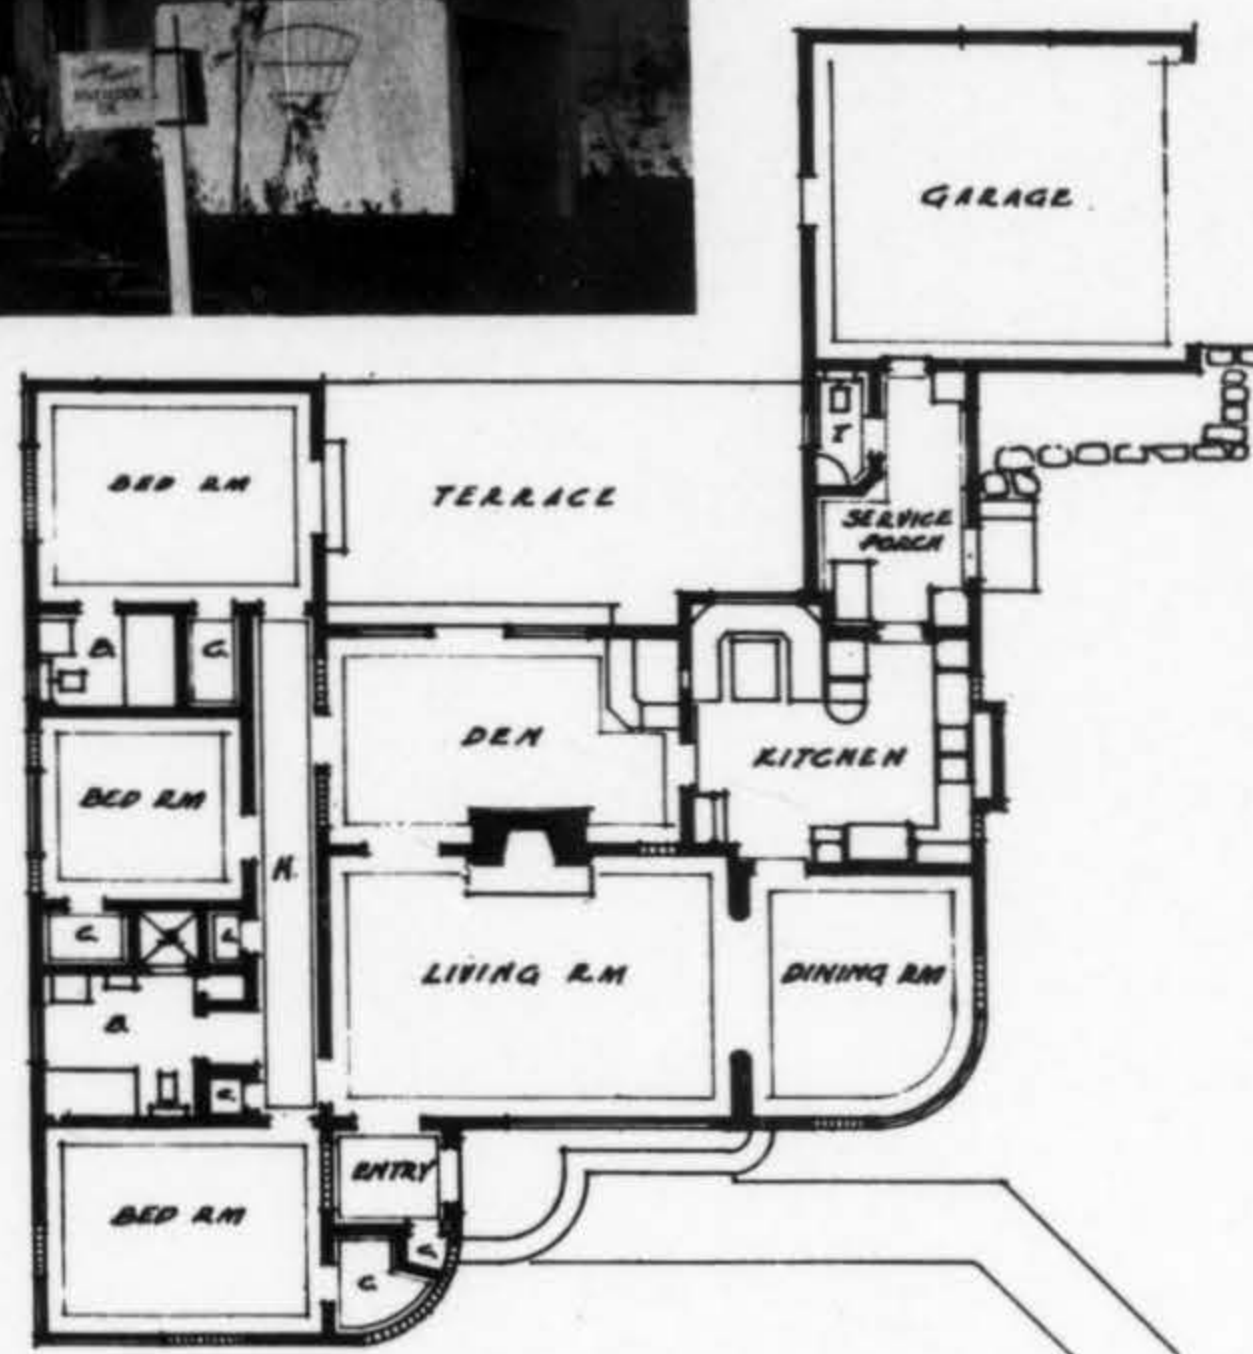 GARAGE
BED RM
TERRACE
T
SERVICE
PORCH
B.
C.
DEN
KITCHEN
BED RM
H.
C.
L.
LIVING RM
DINING RM
B.
C.
ENTRY
BED RM
C.
C.